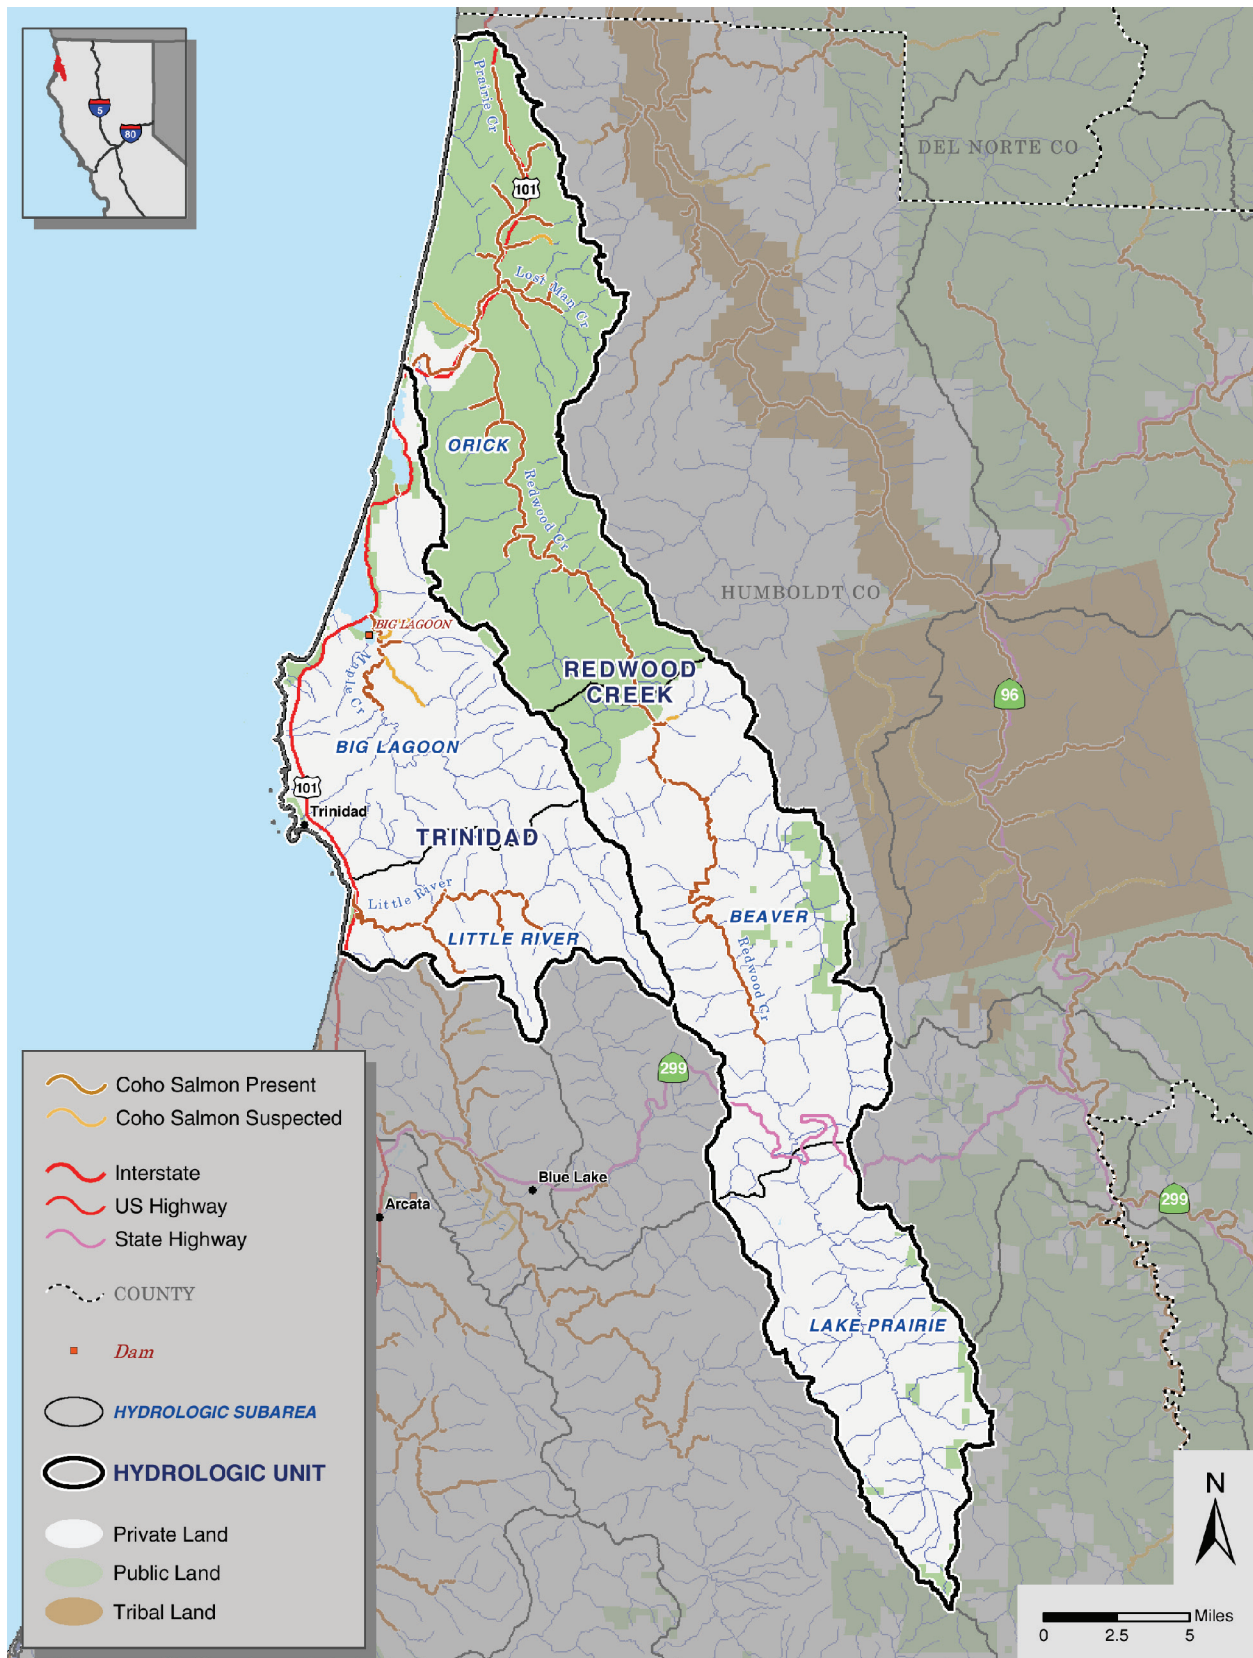 5
80
Prairie Cr
DEL NORTE CO
101
Lost Man Cr
ORICK
Redwood Cr
HUMBOLDT CO
BIG LAGOON
Maple Cr
REDWOOD
CREEK
96
BIG LAGOON
101
Trinidad
TRINIDAD
Little River
LITTLE RIVER
BEAVER
Redwood Cr
299
Blue Lake
Arcata
299
LAKE PRAIRIE
Coho Salmon Present
Coho Salmon Suspected
Interstate
US Highway
State Highway
COUNTY
Dam
HYDROLOGIC SUBAREA
HYDROLOGIC UNIT
Private Land
Public Land
Tribal Land
N
Miles
0 2.5 5